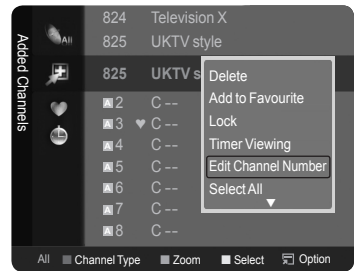 Added Channels
All
824 Television X
825 UKTV style
825 UKTV s
A 2 C --
A 3 ♥ C --
A 4 C --
A 5 C --
A 6 C --
A 7 C --
A 8 C --
Delete
Add to Favourite
Lock
Timer Viewing
Edit Channel Number
Select All
▼
All Channel Type Zoom Select Option